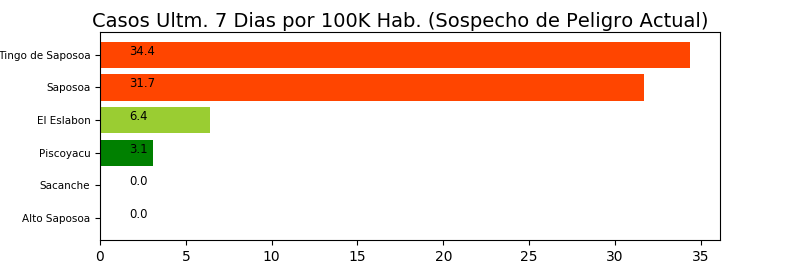 Casos Ultm. 7 Dias por 100K Hab. (Sospecho de Peligro Actual)
Tingo de Saposoa 34.4
Saposoa 31.7
El Eslabon 6.4
Piscoyacu 3.1
Sacanche 0.0
Alto Saposoa 0.0
0 5 10 15 20 25 30 35